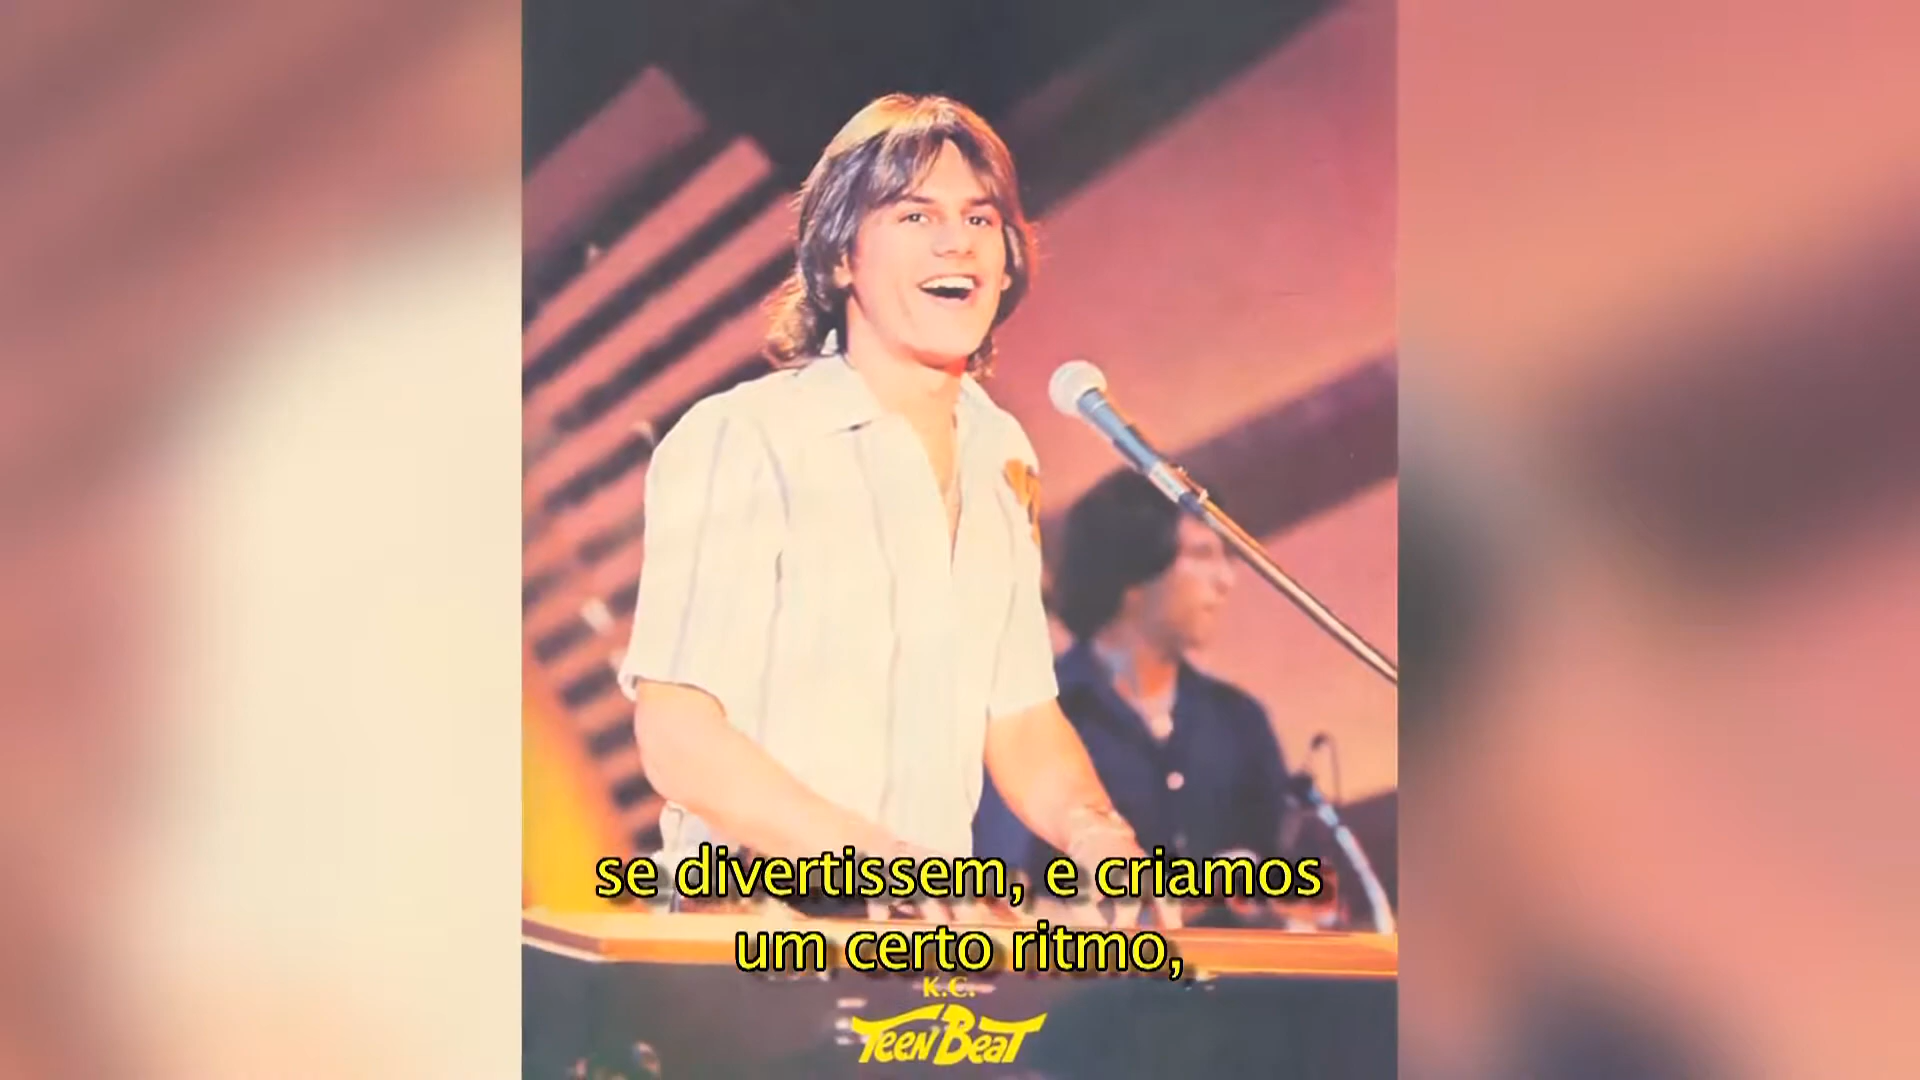 se divertissem, e criamos
um certo ritmo,
K.C.
TEEN BEAT